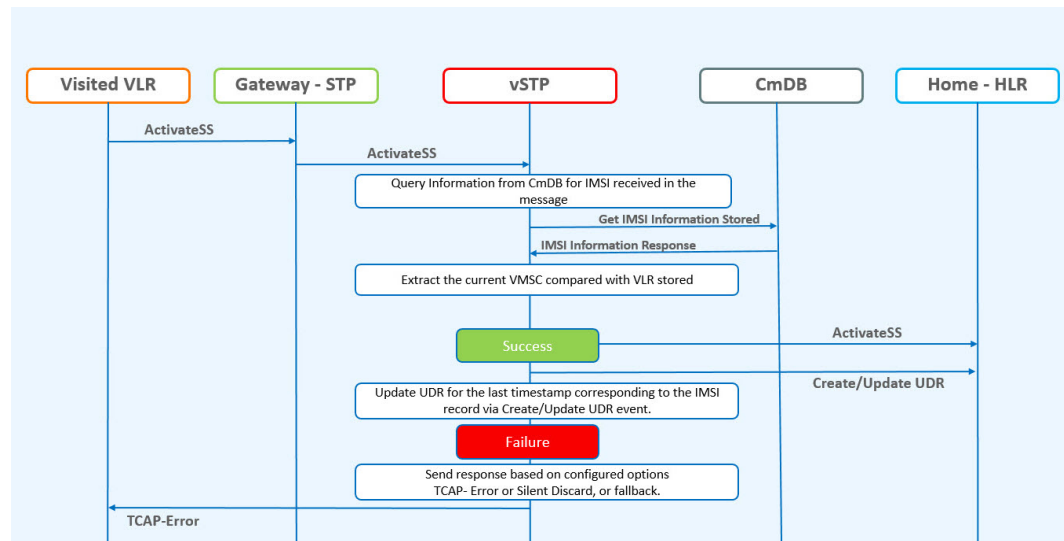 Visited VLR
Gateway - STP
vSTP
CmDB
Home - HLR
ActivateSS
ActivateSS
Query Information from CmDB for IMSI received in the
message
Get IMSI Information Stored
IMSI Information Response
Extract the current VMSC compared with VLR stored
Success
ActivateSS
Create/Update UDR
Update UDR for the last timestamp corresponding to the IMSI
record via Create/Update UDR event.
Failure
Send response based on configured options
TCAP- Error or Silent Discard, or fallback.
TCAP-Error